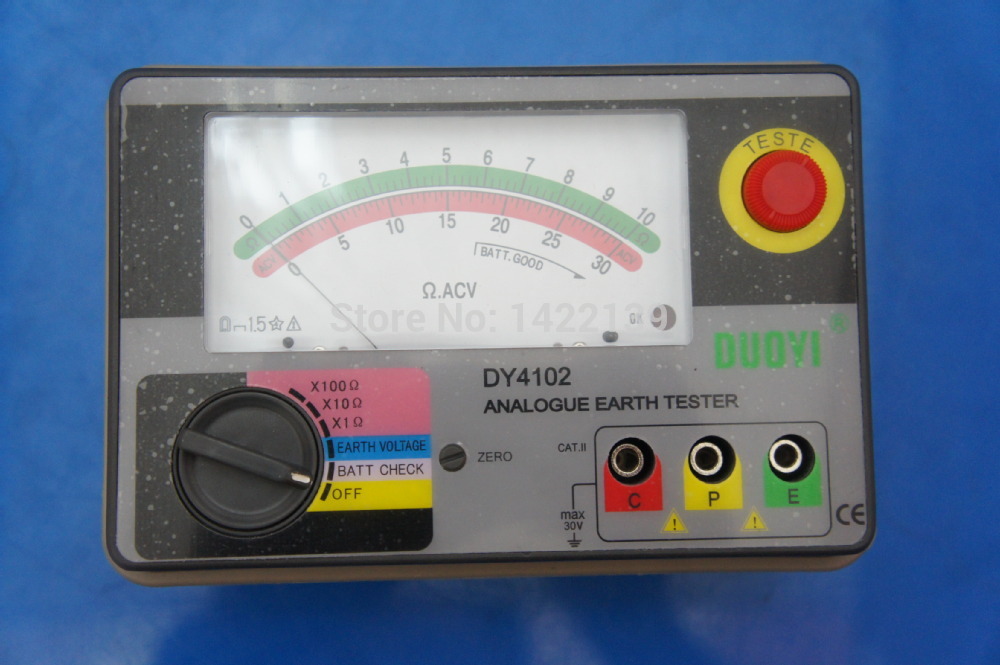 TESTE
0 1 2 3 4 5 6 7 8 9 10
Ω Ω
ACV ACV
0 5 10 15 20 25 30
BATT.GOOD
Ω.ACV
1.5
Store No: 1422139
DUOYI®
DY4102
ANALOGUE EARTH TESTER
X100Ω
X10Ω
X1Ω
EARTH VOLTAGE
BATT CHECK
OFF
ZERO
CAT.II
C P E
max
30V
CE